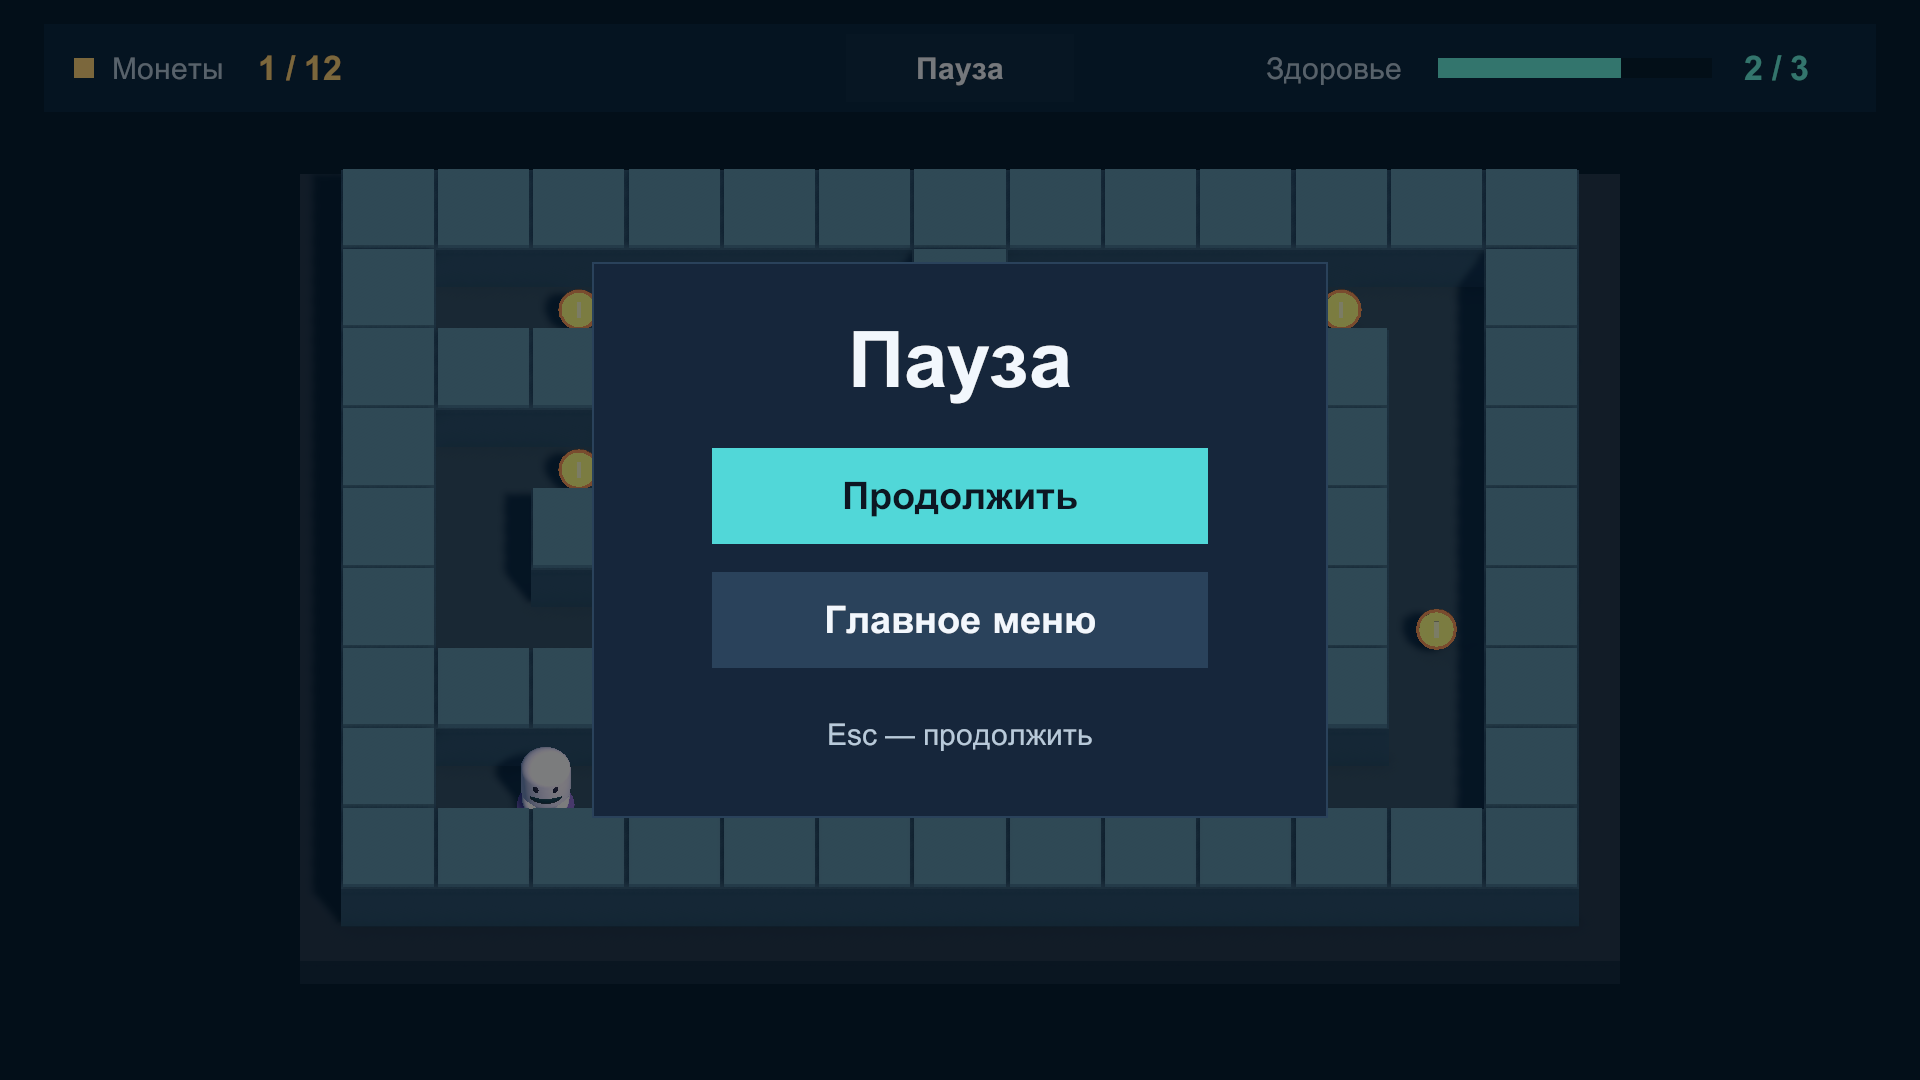 Монеты 1 / 12
Пауза
Здоровье 2 / 3
Пауза
Продолжить
Главное меню
Esc — продолжить